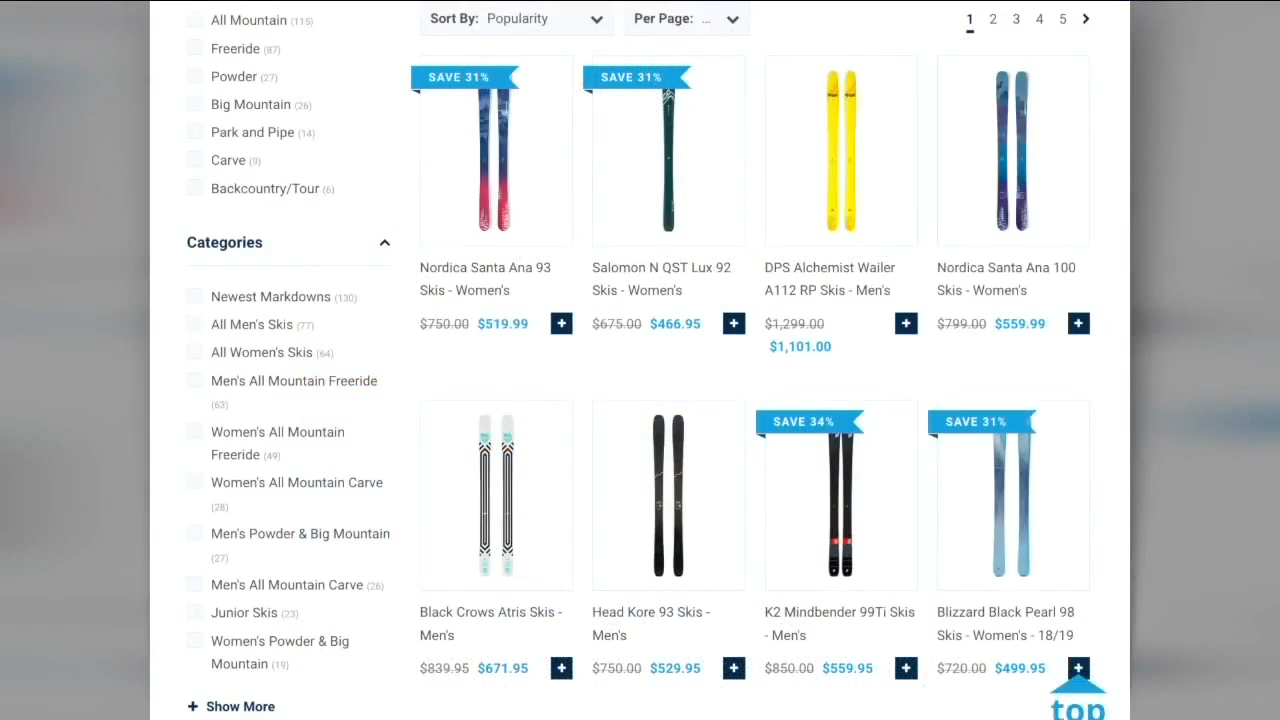 All Mountain (115)
Freeride (87)
Powder (27)
Big Mountain (26)
Park and Pipe (14)
Carve (9)
Backcountry/Tour (6)
Categories
Newest Markdowns (130)
All Men's Skis (77)
All Women's Skis (64)
Men's All Mountain Freeride
(63)
Women's All Mountain
Freeride (49)
Women's All Mountain Carve
(28)
Men's Powder & Big Mountain
(27)
Men's All Mountain Carve (26)
Junior Skis (23)
Women's Powder & Big
Mountain (19)
+ Show More
Sort By: Popularity
Per Page: ...
1 2 3 4 5
SAVE 31%
Nordica Santa Ana 93
Skis - Women's
$750.00 $519.99
SAVE 31%
Salomon N QST Lux 92
Skis - Women's
$675.00 $466.95
DPS Alchemist Wailer
A112 RP Skis - Men's
$1,299.00
$1,101.00
Nordica Santa Ana 100
Skis - Women's
$799.00 $559.99
Black Crows Atris Skis -
Men's
$839.95 $671.95
Head Kore 93 Skis -
Men's
$750.00 $529.95
SAVE 34%
K2 Mindbender 99Ti Skis
- Men's
$850.00 $559.95
SAVE 31%
Blizzard Black Pearl 98
Skis - Women's - 18/19
$720.00 $499.95
top